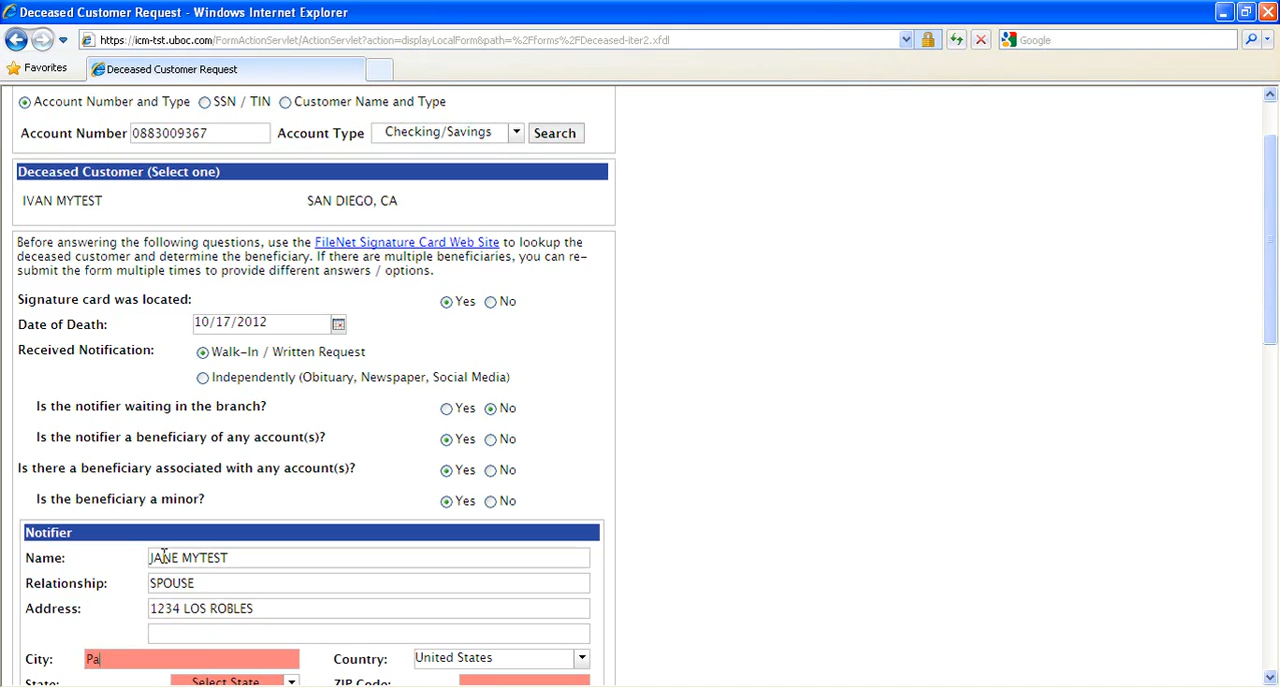 Deceased Customer Request - Windows Internet Explorer
https://icm-tst.uboc.com/FormActionServlet/ActionServlet?action=displayLocalForm&path=%2Fforms%2FDeceased-iter2.xfdl
Google
Favorites
Deceased Customer Request
Account Number and Type SSN / TIN Customer Name and Type
Account Number 0883009367 Account Type Checking/Savings Search
Deceased Customer (Select one)
IVAN MYTEST SAN DIEGO, CA
Before answering the following questions, use the FileNet Signature Card Web Site to lookup the
deceased customer and determine the beneficiary. If there are multiple beneficiaries, you can re-
submit the form multiple times to provide different answers / options.
Signature card was located: Yes No
Date of Death: 10/17/2012
Received Notification: Walk-In / Written Request
Independently (Obituary, Newspaper, Social Media)
Is the notifier waiting in the branch? Yes No
Is the notifier a beneficiary of any account(s)? Yes No
Is there a beneficiary associated with any account(s)? Yes No
Is the beneficiary a minor? Yes No
Notifier
Name: JANE MYTEST
Relationship: SPOUSE
Address: 1234 LOS ROBLES
City: Pa Country: United States
State: Select State ZIP Code: